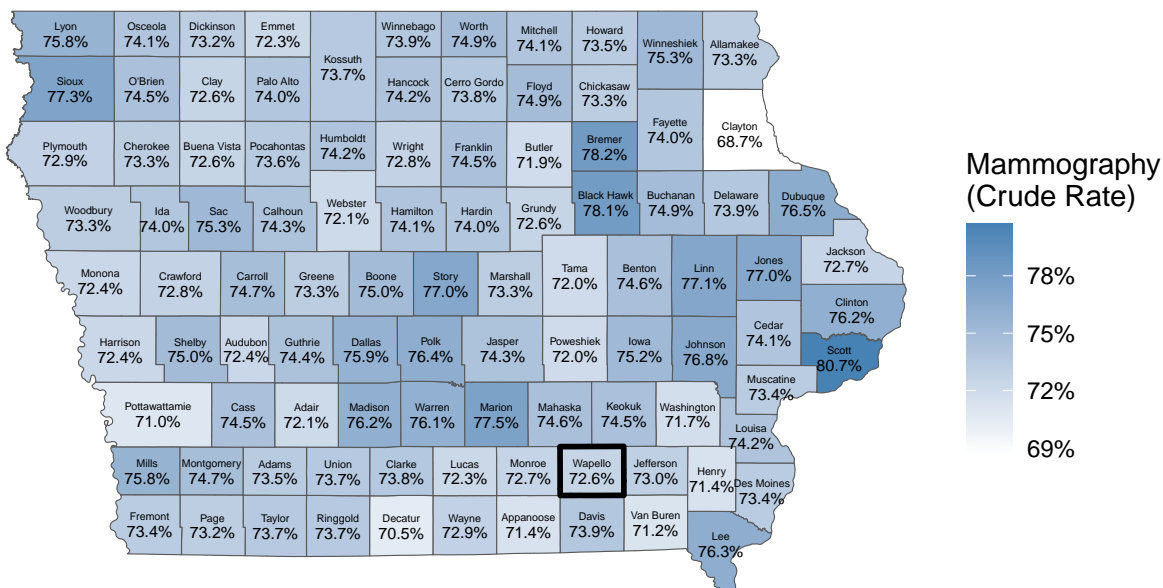 Lyon
75.8%
Osceola
74.1%
Dickinson
73.2%
Emmet
72.3%
Kossuth
73.7%
Winnebago
73.9%
Worth
74.9%
Mitchell
74.1%
Howard
73.5%
Winneshiek
75.3%
Allamakee
73.3%
Sioux
77.3%
O'Brien
74.5%
Clay
72.6%
Palo Alto
74.0%
Hancock
74.2%
Cerro Gordo
73.8%
Floyd
74.9%
Chickasaw
73.3%
Fayette
74.0%
Clayton
68.7%
Plymouth
72.9%
Cherokee
73.3%
Buena Vista
72.6%
Pocahontas
73.6%
Humboldt
74.2%
Wright
72.8%
Franklin
74.5%
Butler
71.9%
Bremer
78.2%
Woodbury
73.3%
Ida
74.0%
Sac
75.3%
Calhoun
74.3%
Webster
72.1%
Hamilton
74.1%
Hardin
74.0%
Grundy
72.6%
Black Hawk
78.1%
Buchanan
74.9%
Delaware
73.9%
Dubuque
76.5%
Monona
72.4%
Crawford
72.8%
Carroll
74.7%
Greene
73.3%
Boone
75.0%
Story
77.0%
Marshall
73.3%
Tama
72.0%
Benton
74.6%
Linn
77.1%
Jones
77.0%
Jackson
72.7%
Clinton
76.2%
Harrison
72.4%
Shelby
75.0%
Audubon
72.4%
Guthrie
74.4%
Dallas
75.9%
Polk
76.4%
Jasper
74.3%
Poweshiek
72.0%
Iowa
75.2%
Johnson
76.8%
Cedar
74.1%
Scott
80.7%
Muscatine
73.4%
Pottawattamie
71.0%
Cass
74.5%
Adair
72.1%
Madison
76.2%
Warren
76.1%
Marion
77.5%
Mahaska
74.6%
Keokuk
74.5%
Washington
71.7%
Louisa
74.2%
Mills
75.8%
Montgomery
74.7%
Adams
73.5%
Union
73.7%
Clarke
73.8%
Lucas
72.3%
Monroe
72.7%
Wapello
72.6%
Jefferson
73.0%
Henry
71.4%
Des Moines
73.4%
Fremont
73.4%
Page
73.2%
Taylor
73.7%
Ringgold
73.7%
Decatur
70.5%
Wayne
72.9%
Appanoose
71.4%
Davis
73.9%
Van Buren
71.2%
Lee
76.3%
Mammography
(Crude Rate)
78%
75%
72%
69%